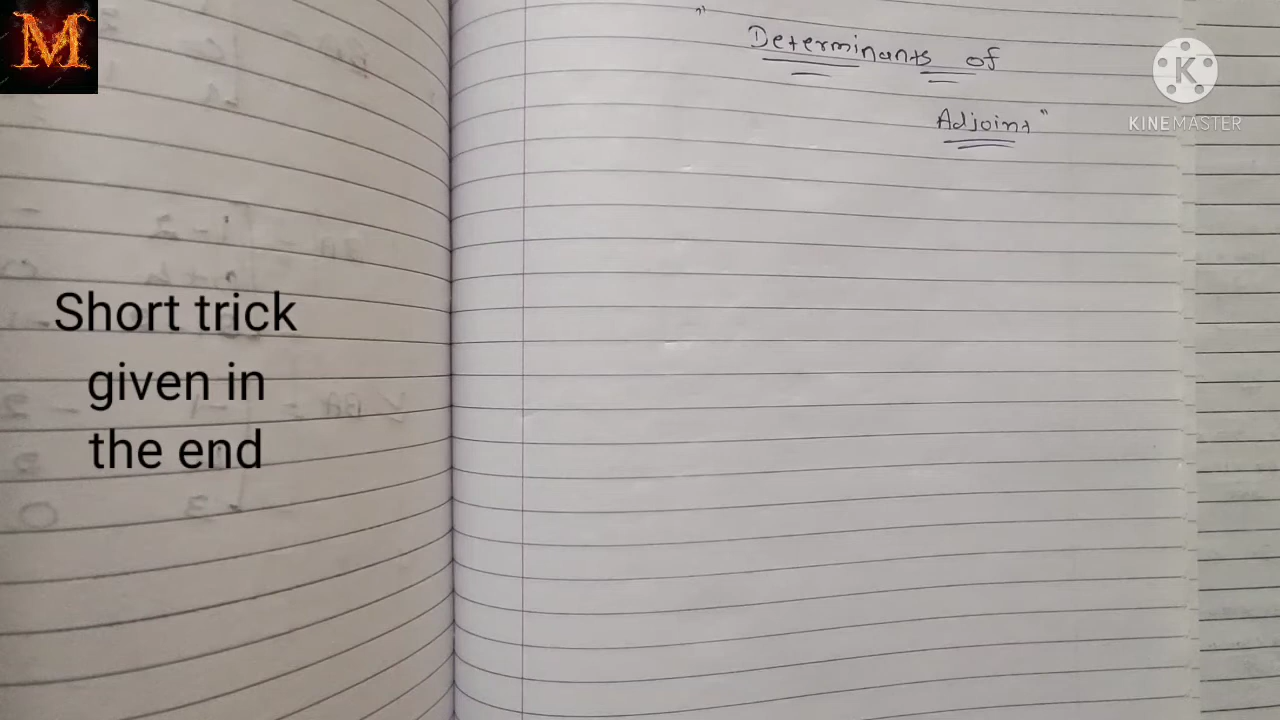 M
" Determinants of
Adjoint "
KINEMASTER
Short trick
given in
the end